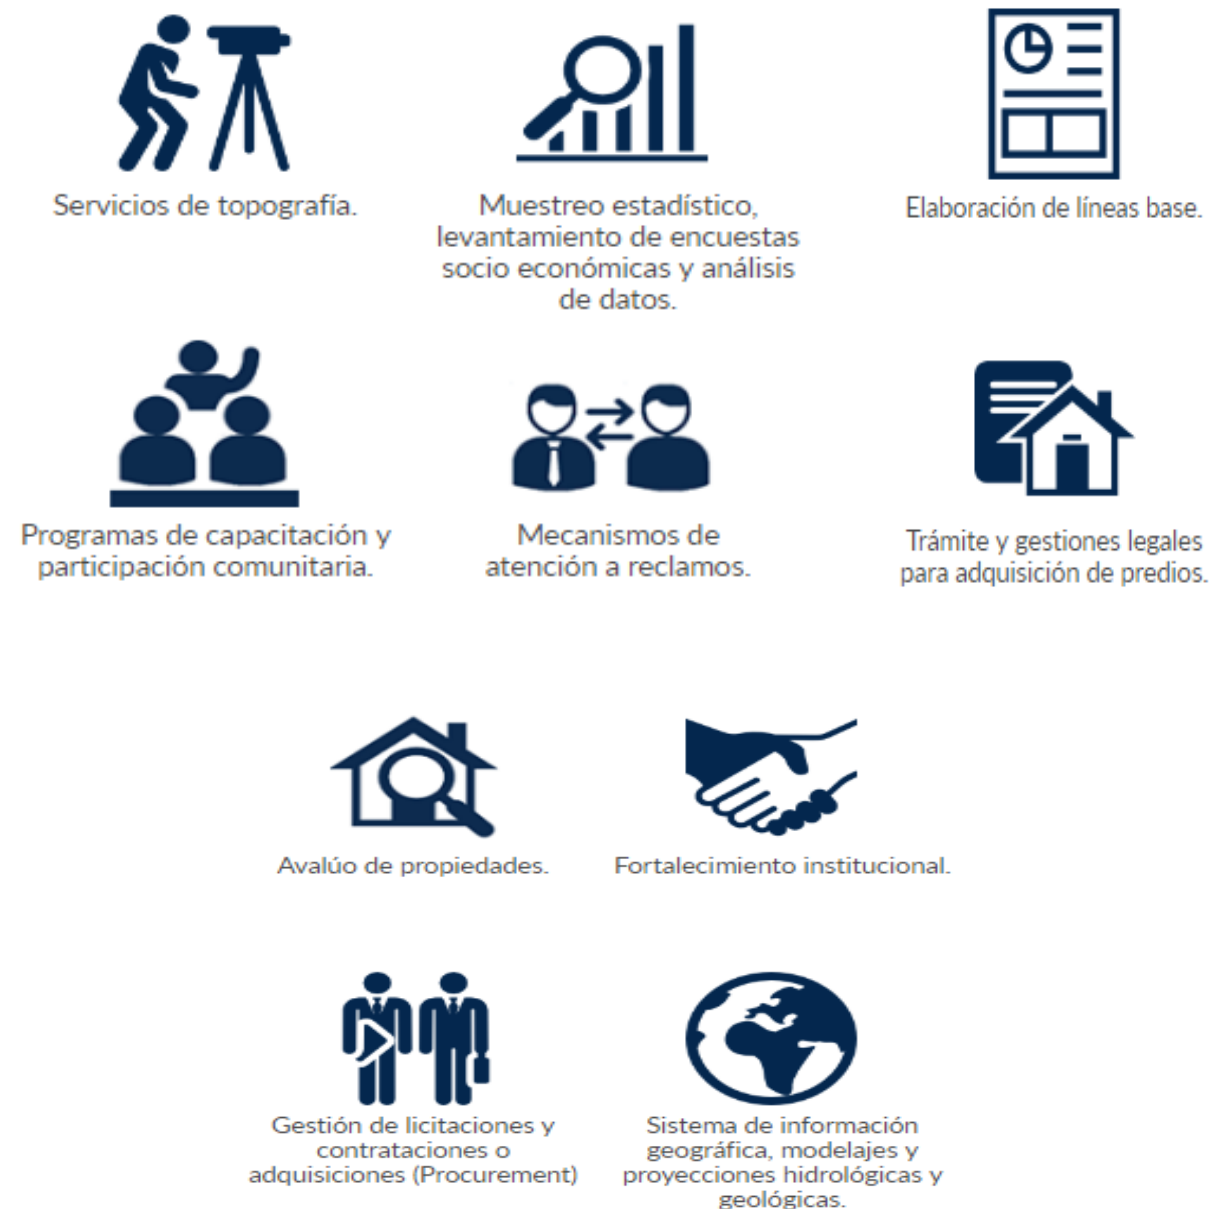 Servicios de topografía.
Muestreo estadístico,
levantamiento de encuestas
socio económicas y análisis
de datos.
Elaboración de líneas base.
Programas de capacitación y
participación comunitaria.
Mecanismos de
atención a reclamos.
Trámite y gestiones legales
para adquisición de predios.
Avalúo de propiedades.
Fortalecimiento institucional.
Gestión de licitaciones y
contrataciones o
adquisiciones (Procurement)
Sistema de información
geográfica, modelajes y
proyecciones hidrológicas y
geológicas.